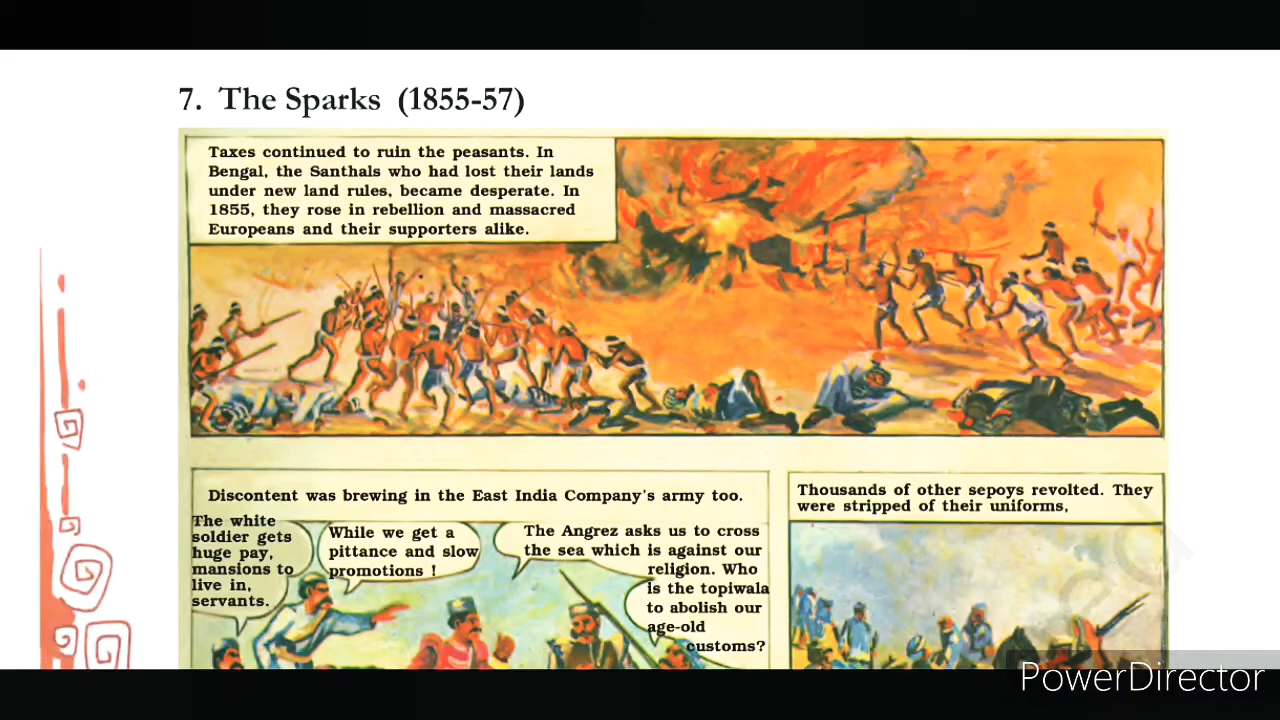 7. The Sparks (1855-57)
Taxes continued to ruin the peasants. In
Bengal, the Santhals who had lost their lands
under new land rules, became desperate. In
1855, they rose in rebellion and massacred
Europeans and their supporters alike.
Discontent was brewing in the East India Company's army too.
The white
soldier gets
huge pay,
mansions to
live in,
servants.
While we get a
pittance and slow
promotions !
The Angrez asks us to cross
the sea which is against our
religion. Who
is the topiwala
to abolish our
age-old
customs?
Thousands of other sepoys revolted. They
were stripped of their uniforms,
PowerDirector